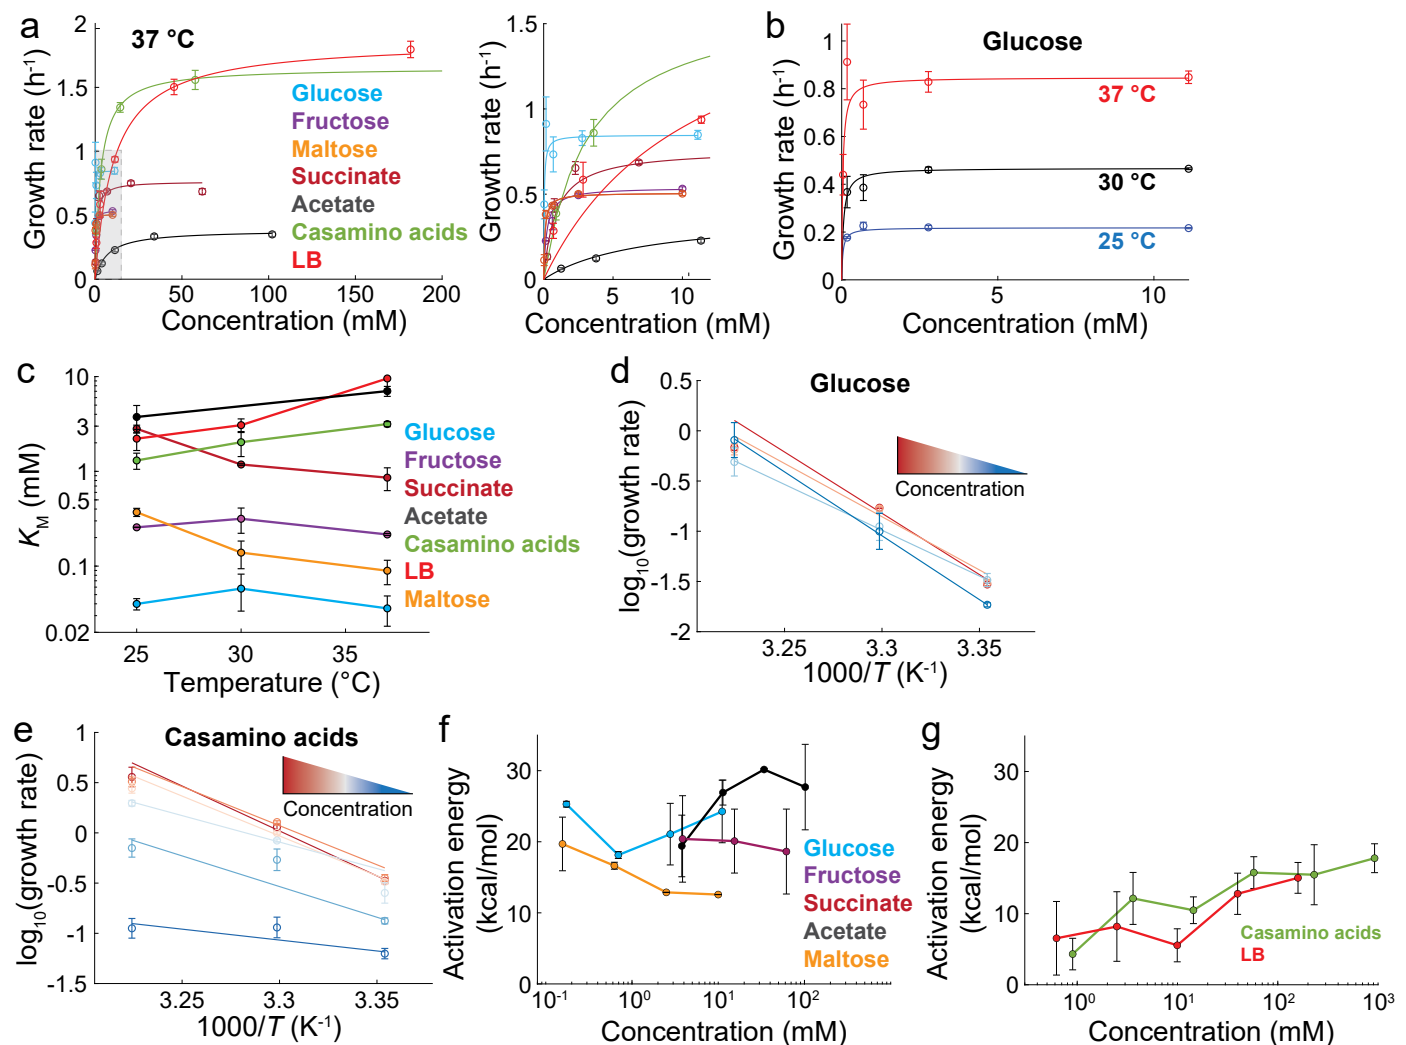 a
37 °C
Growth rate (h-1)
2
1.5
1
0.5
0
0
50
100
150
200
Concentration (mM)
Glucose
Fructose
Maltose
Succinate
Acetate
Casamino acids
LB
Growth rate (h-1)
1.5
1
0.5
0
0
5
10
Concentration (mM)
b
Glucose
Growth rate (h-1)
1
0.8
0.6
0.4
0.2
0
37 °C
30 °C
25 °C
0
5
10
Concentration (mM)
c
KM (mM)
10
3
1
0.5
0.1
0.02
25
30
35
Temperature (°C)
Glucose
Fructose
Succinate
Acetate
Casamino acids
LB
Maltose
d
Glucose
log10(growth rate)
0.5
0
-0.5
-1
-1.5
-2
Concentration
3.25
3.3
3.35
1000/T (K-1)
e
Casamino acids
log10(growth rate)
1
0.5
0
-0.5
-1
-1.5
Concentration
3.25
3.3
3.35
1000/T (K-1)
f
Activation energy
(kcal/mol)
30
20
10
0
10-1
100
101
102
Concentration (mM)
Glucose
Fructose
Succinate
Acetate
Maltose
g
Activation energy
(kcal/mol)
30
20
10
0
100
101
102
103
Concentration (mM)
Casamino acids
LB